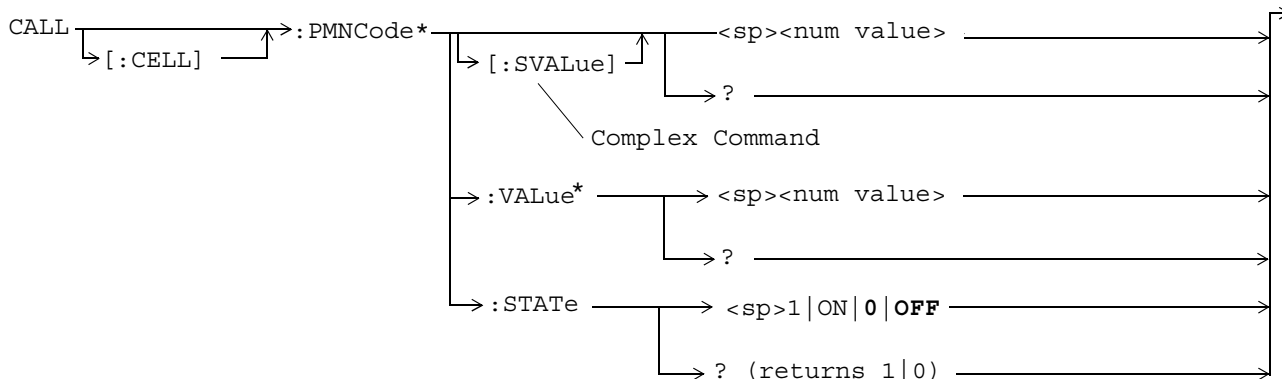 CALL :PMNCode* <sp><num value>
[:CELL] [:SVALue]
?
Complex Command
:VALue* <sp><num value>
?
:STATe <sp>1|ON|0|OFF
? (returns 1|0)